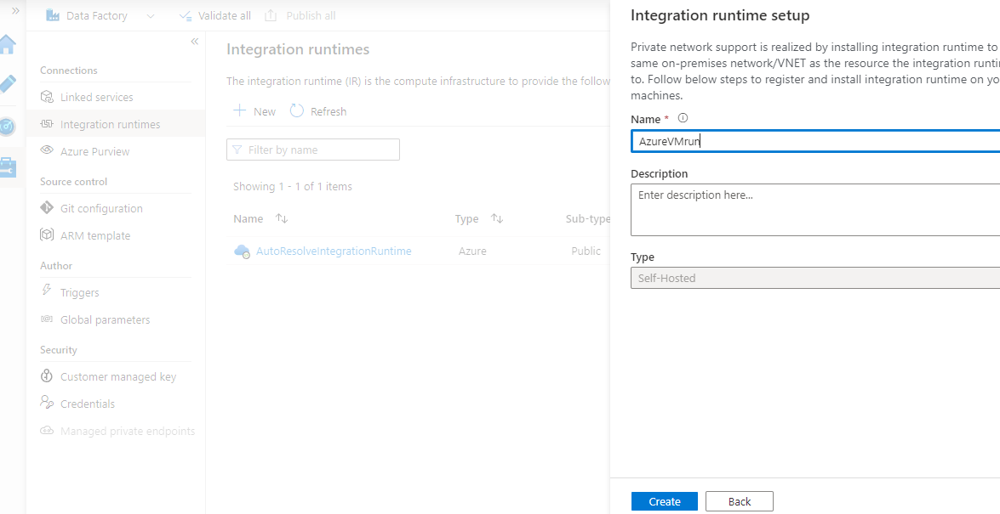 Data Factory
Validate all
Publish all
Connections
Linked services
Integration runtimes
Azure Purview
Source control
Git configuration
ARM template
Author
Triggers
Global parameters
Security
Customer managed key
Credentials
Managed private endpoints
Integration runtimes
The integration runtime (IR) is the compute infrastructure to provide the follow
New Refresh
Filter by name
Showing 1 - 1 of 1 items
Name Type Sub-type
AutoResolveIntegrationRuntime Azure Public
Integration runtime setup
Private network support is realized by installing integration runtime to
same on-premises network/VNET as the resource the integration runti
to. Follow below steps to register and install integration runtime on yo
machines.
Name *
AzureVMrun
Description
Enter description here...
Type
Self-Hosted
Create Back